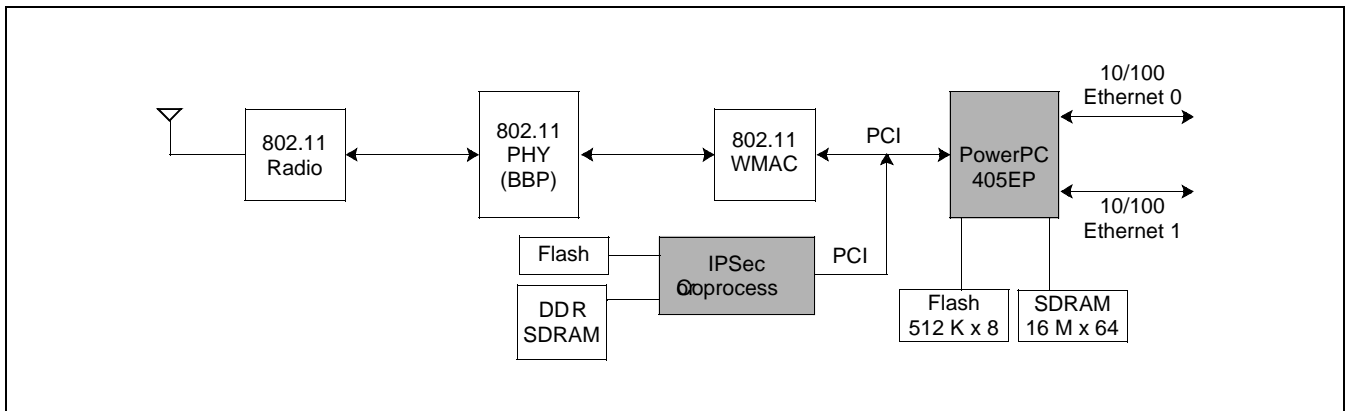 10/100
Ethernet 0
802.11
Radio
802.11
PHY
(BBP)
802.11
WMAC
PCI
PowerPC
405EP
10/100
Ethernet 1
Flash
IPSec
PCI
DDR
SDRAM
Flash
512 K x 8
SDRAM
16 M x 64